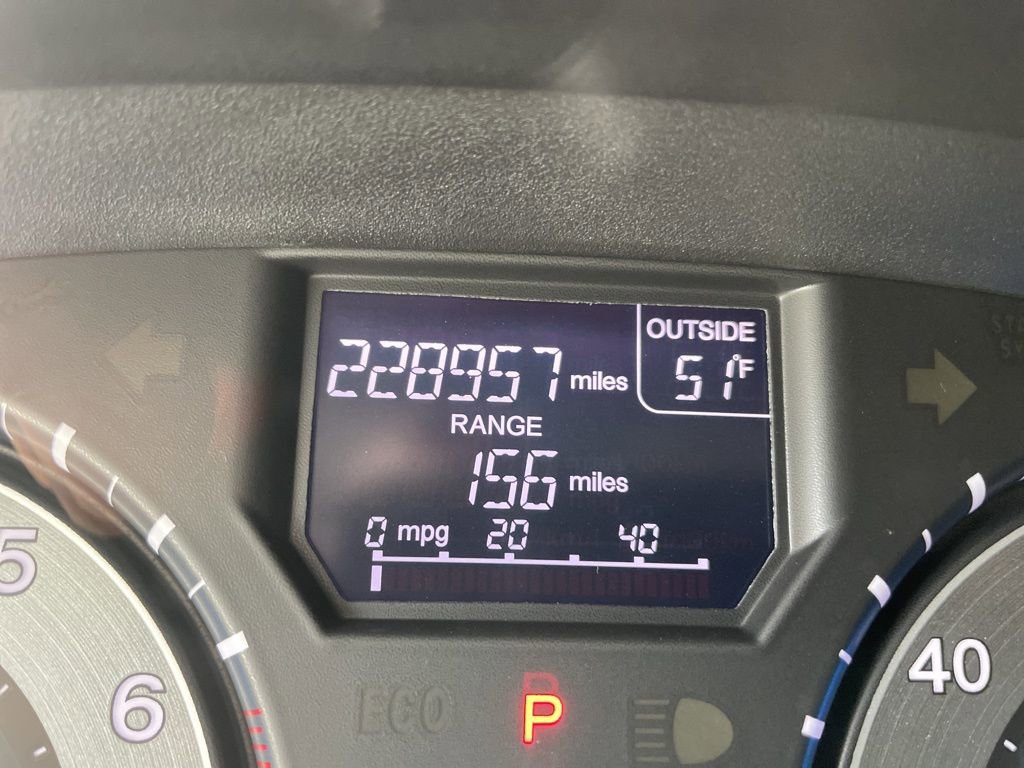 228957 miles
OUTSIDE
51°F
RANGE
156 miles
0 mpg 20 40
5
6
40
ECO
P